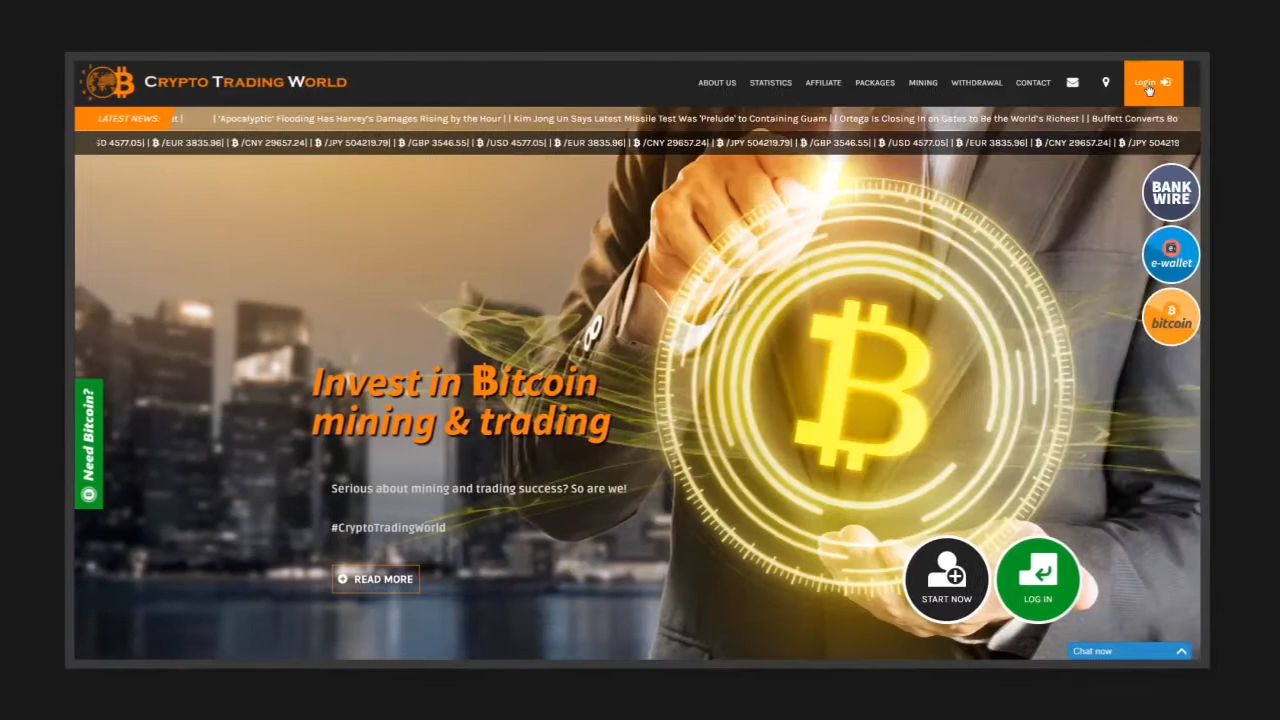 CRYPTO TRADING WORLD
ABOUT US STATISTICS AFFILIATE PACKAGES MINING WITHDRAWAL CONTACT Login
LATEST NEWS: | 'Apocalyptic' Flooding Has Harvey's Damages Rising by the Hour | | Kim Jong Un Says Latest Missile Test Was 'Prelude' to Containing Guam | | Ortega Is Closing In on Gates to Be the World's Richest | | Buffett Converts
4577.05| | ฿ /EUR 3835.96| | ฿ /CNY 29657.24| | ฿ /JPY 504219.79| | ฿ /GBP 3546.55| | ฿ /USD 4577.05| | ฿ /EUR 3835.96| | ฿ /CNY 29657.24| | ฿ /JPY 504219.79| | ฿ /GBP 3546.55| | ฿ /USD 4577.05| | ฿ /EUR 3835.96| | ฿ /CNY 29657.24| | ฿ /JPY 504219
BANK
WIRE
e-wallet
bitcoin
Invest in ฿itcoin
mining & trading
Need Bitcoin?
Serious about mining and trading success? So are we!
#CryptoTradingWorld
READ MORE
START NOW
LOG IN
Chat now